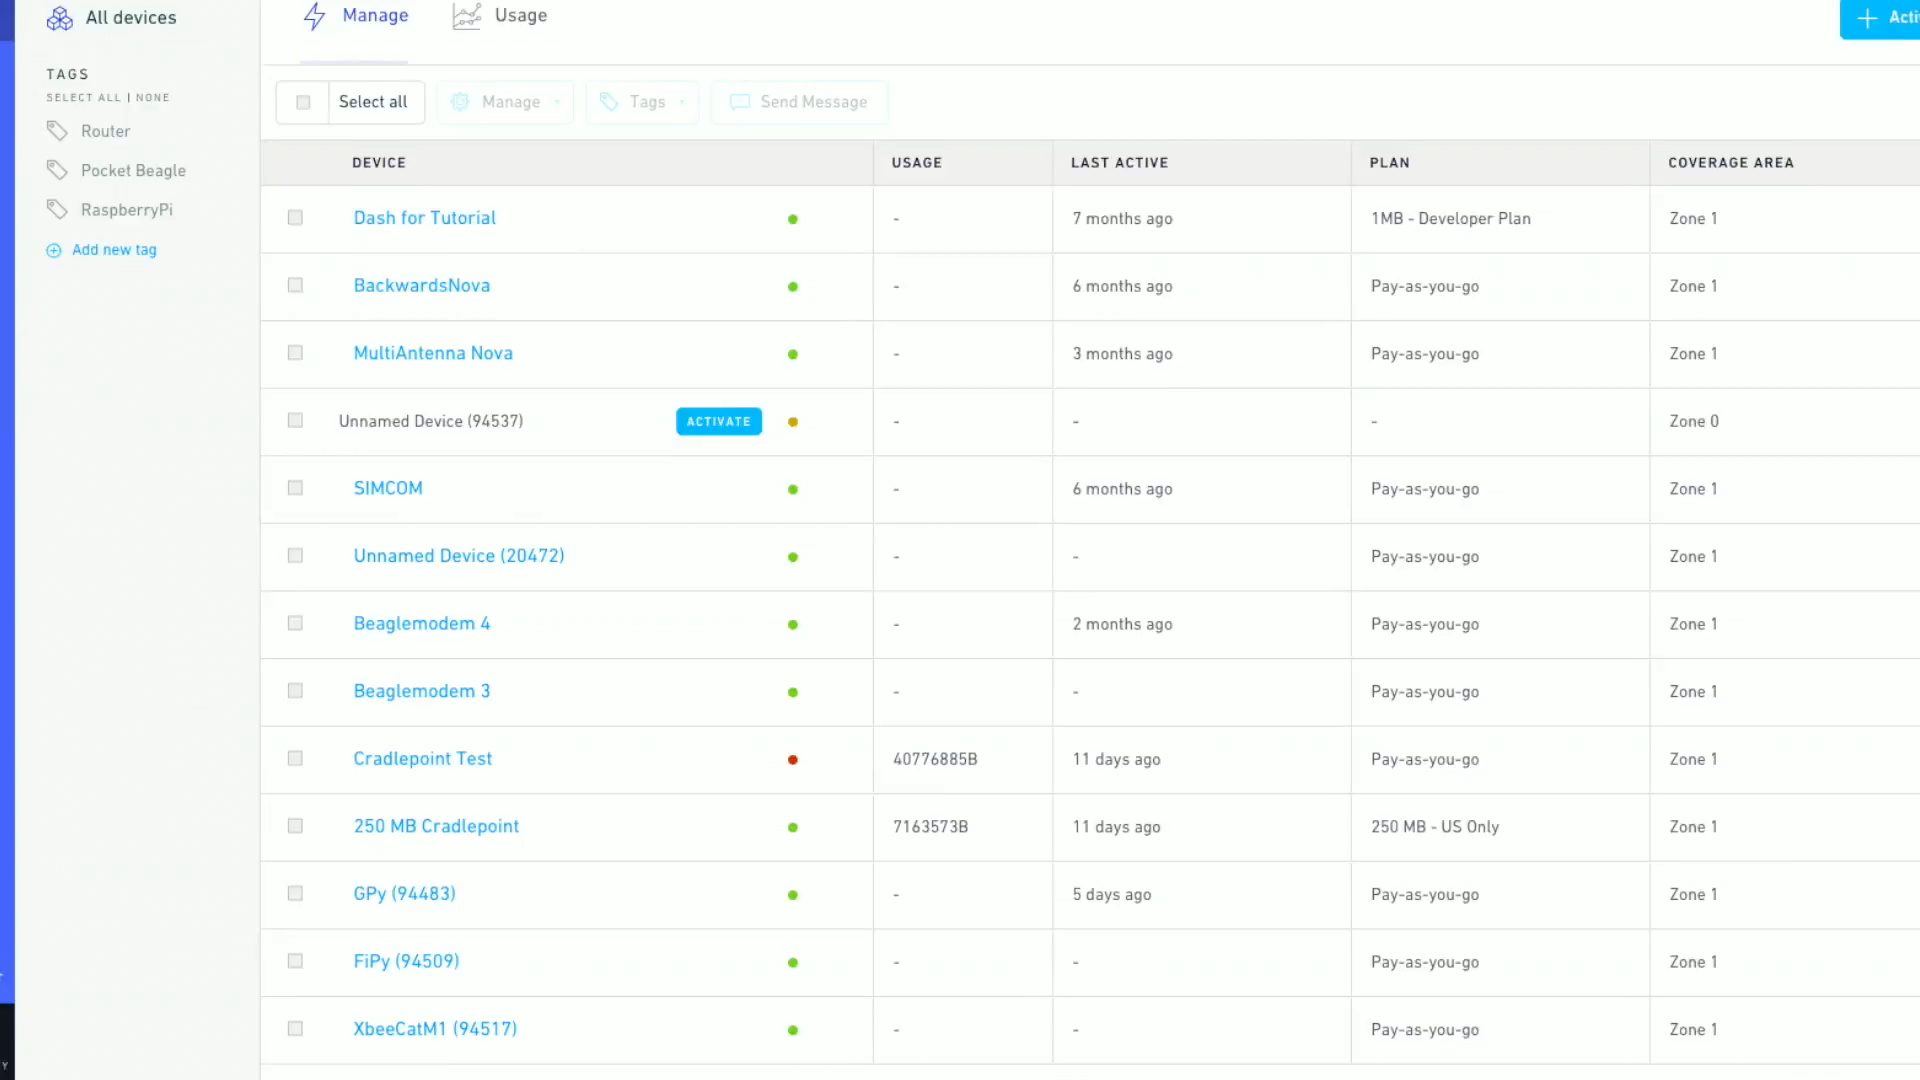 All devices
Manage
Usage
Acti
TAGS
SELECT ALL | NONE
Router
Pocket Beagle
RaspberryPi
Add new tag
Select all
Manage
Tags
Send Message
DEVICE USAGE LAST ACTIVE PLAN COVERAGE AREA
Dash for Tutorial - 7 months ago 1MB - Developer Plan Zone 1
BackwardsNova - 6 months ago Pay-as-you-go Zone 1
MultiAntenna Nova - 3 months ago Pay-as-you-go Zone 1
Unnamed Device (94537) ACTIVATE - - - Zone 0
SIMCOM - 6 months ago Pay-as-you-go Zone 1
Unnamed Device (20472) - - Pay-as-you-go Zone 1
Beaglemodem 4 - 2 months ago Pay-as-you-go Zone 1
Beaglemodem 3 - - Pay-as-you-go Zone 1
Cradlepoint Test 40776885B 11 days ago Pay-as-you-go Zone 1
250 MB Cradlepoint 7163573B 11 days ago 250 MB - US Only Zone 1
GPy (94483) - 5 days ago Pay-as-you-go Zone 1
FiPy (94509) - - Pay-as-you-go Zone 1
XbeeCatM1 (94517) - - Pay-as-you-go Zone 1
Y